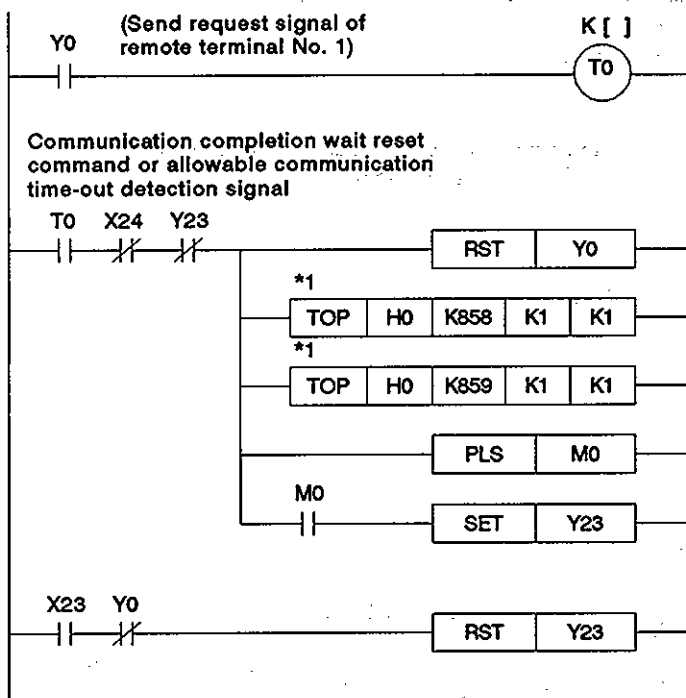 (Send request signal of
remote terminal No. 1)
Y0
K [ ]
T0
Communication completion wait reset
command or allowable communication
time-out detection signal
T0 X24 Y23
RST Y0
*1
TOP H0 K858 K1 K1
*1
TOP H0 K859 K1 K1
PLS M0
M0
SET Y23
X23 Y0
RST Y23